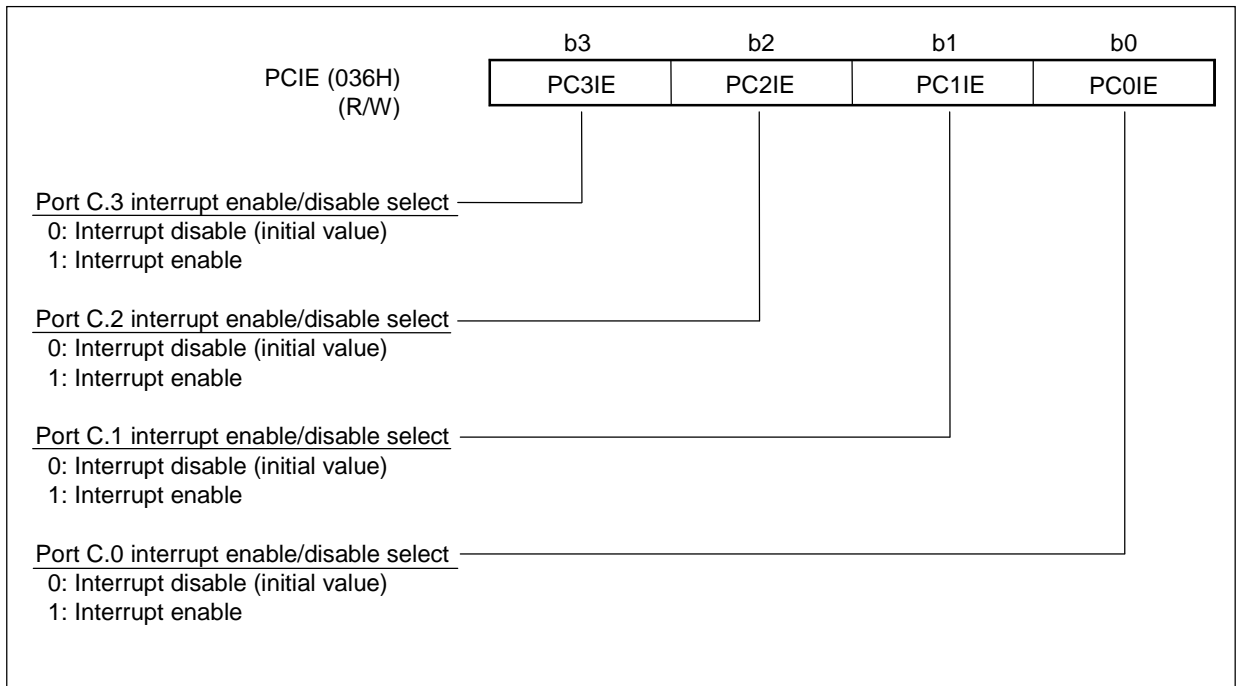 b3 b2 b1 b0
PCIE (036H) PC3IE PC2IE PC1IE PC0IE
(R/W)
Port C.3 interrupt enable/disable select
0: Interrupt disable (initial value)
1: Interrupt enable
Port C.2 interrupt enable/disable select
0: Interrupt disable (initial value)
1: Interrupt enable
Port C.1 interrupt enable/disable select
0: Interrupt disable (initial value)
1: Interrupt enable
Port C.0 interrupt enable/disable select
0: Interrupt disable (initial value)
1: Interrupt enable